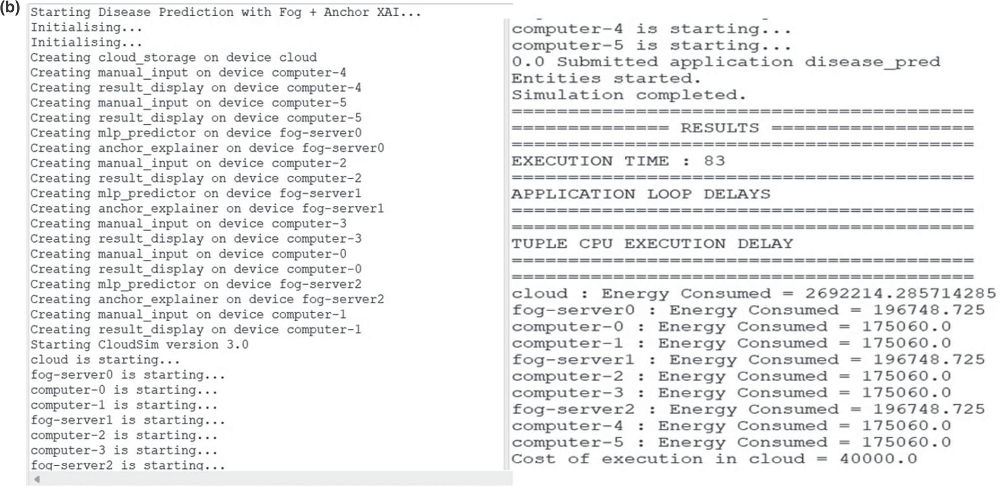 (b)
Starting Disease Prediction with Fog + Anchor XAI...
Initialising...
Initialising...
Creating cloud_storage on device cloud
Creating manual_input on device computer-4
Creating result_display on device computer-4
Creating manual_input on device computer-5
Creating result_display on device computer-5
Creating mlp_predictor on device fog-server0
Creating anchor_explainer on device fog-server0
Creating manual_input on device computer-2
Creating result_display on device computer-2
Creating mlp_predictor on device fog-server1
Creating anchor_explainer on device fog-server1
Creating manual_input on device computer-3
Creating result_display on device computer-3
Creating manual_input on device computer-0
Creating result_display on device computer-0
Creating mlp_predictor on device fog-server2
Creating anchor_explainer on device fog-server2
Creating manual_input on device computer-1
Creating result_display on device computer-1
Starting CloudSim version 3.0
cloud is starting...
fog-server0 is starting...
computer-0 is starting...
computer-1 is starting...
fog-server1 is starting...
computer-2 is starting...
computer-3 is starting...
fog-server2 is starting...
computer-4 is starting...
computer-5 is starting...
0.0 Submitted application disease_pred
Entities started.
Simulation completed.
=========================================
============== RESULTS ==================
=========================================
EXECUTION TIME : 83
=========================================
APPLICATION LOOP DELAYS
=========================================
=========================================
TUPLE CPU EXECUTION DELAY
=========================================
=========================================
cloud : Energy Consumed = 2692214.285714285
fog-server0 : Energy Consumed = 196748.725
computer-0 : Energy Consumed = 175060.0
computer-1 : Energy Consumed = 175060.0
fog-server1 : Energy Consumed = 196748.725
computer-2 : Energy Consumed = 175060.0
computer-3 : Energy Consumed = 175060.0
fog-server2 : Energy Consumed = 196748.725
computer-4 : Energy Consumed = 175060.0
computer-5 : Energy Consumed = 175060.0
Cost of execution in cloud = 40000.0